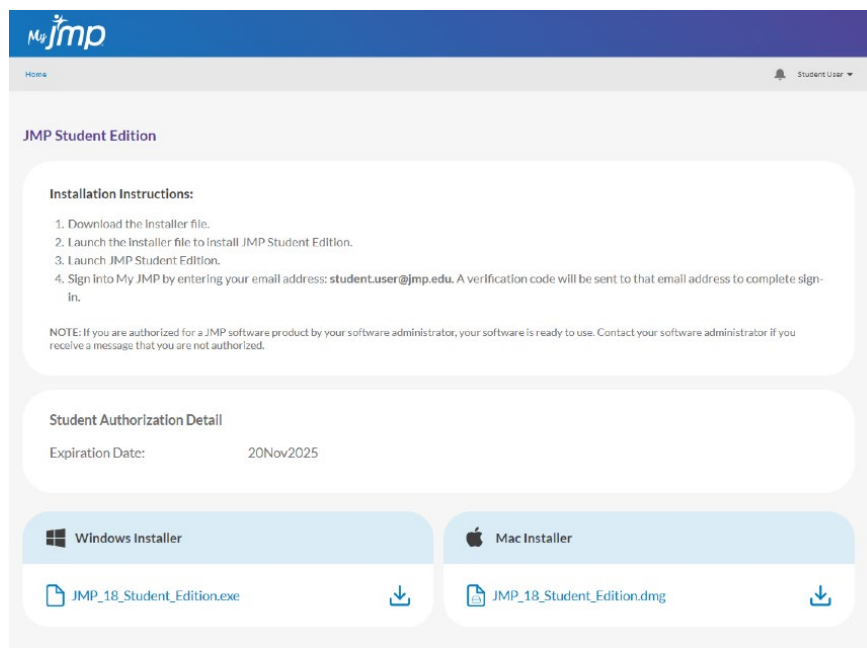 My jmp
Home
Student User
JMP Student Edition
Installation Instructions:
1. Download the installer file.
2. Launch the installer file to install JMP Student Edition.
3. Launch JMP Student Edition.
4. Sign into My JMP by entering your email address: student.user@jmp.edu. A verification code will be sent to that email address to complete sign-
in.
NOTE: If you are authorized for a JMP software product by your software administrator, your software is ready to use. Contact your software administrator if you
receive a message that you are not authorized.
Student Authorization Detail
Expiration Date: 20Nov2025
Windows Installer
JMP_18_Student_Edition.exe
Mac Installer
JMP_18_Student_Edition.dmg